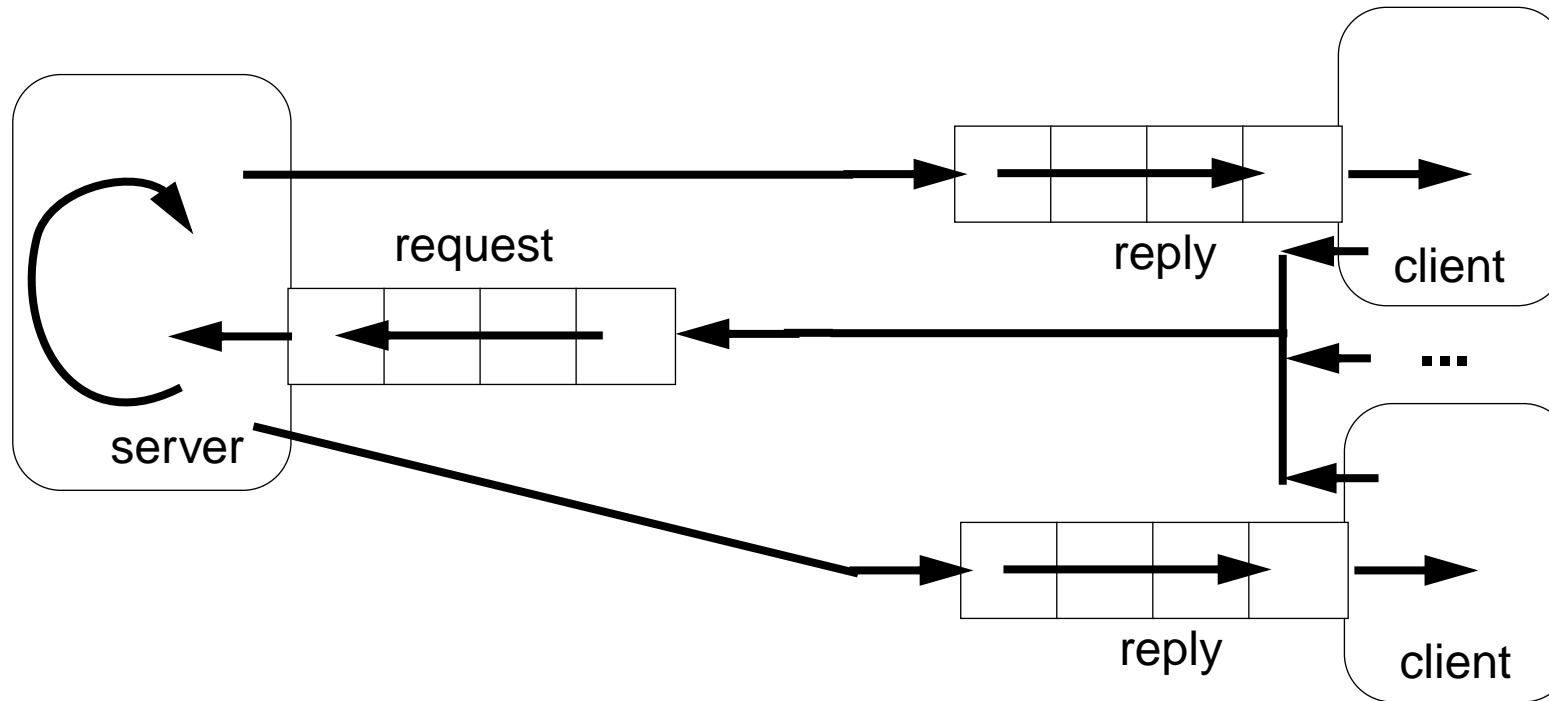 request
reply
client
...
server
reply
client